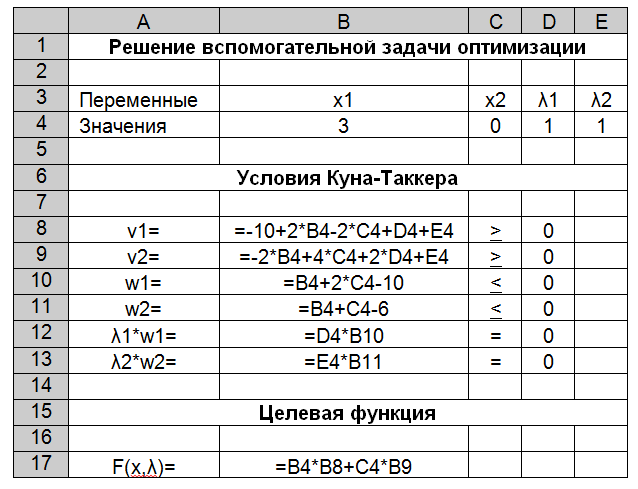 A B C D E
1 Решение вспомогательной задачи оптимизации
2
3 Переменные x1 x2 λ1 λ2
4 Значения 3 0 1 1
5
6 Условия Куна-Таккера
7
8 v1= =-10+2*B4-2*C4+D4+E4 ≥ 0
9 v2= =-2*B4+4*C4+2*D4+E4 ≥ 0
10 w1= =B4+2*C4-10 ≤ 0
11 w2= =B4+C4-6 ≤ 0
12 λ1*w1= =D4*B10 = 0
13 λ2*w2= =E4*B11 = 0
14
15 Целевая функция
16
17 F(x,λ)= =B4*B8+C4*B9